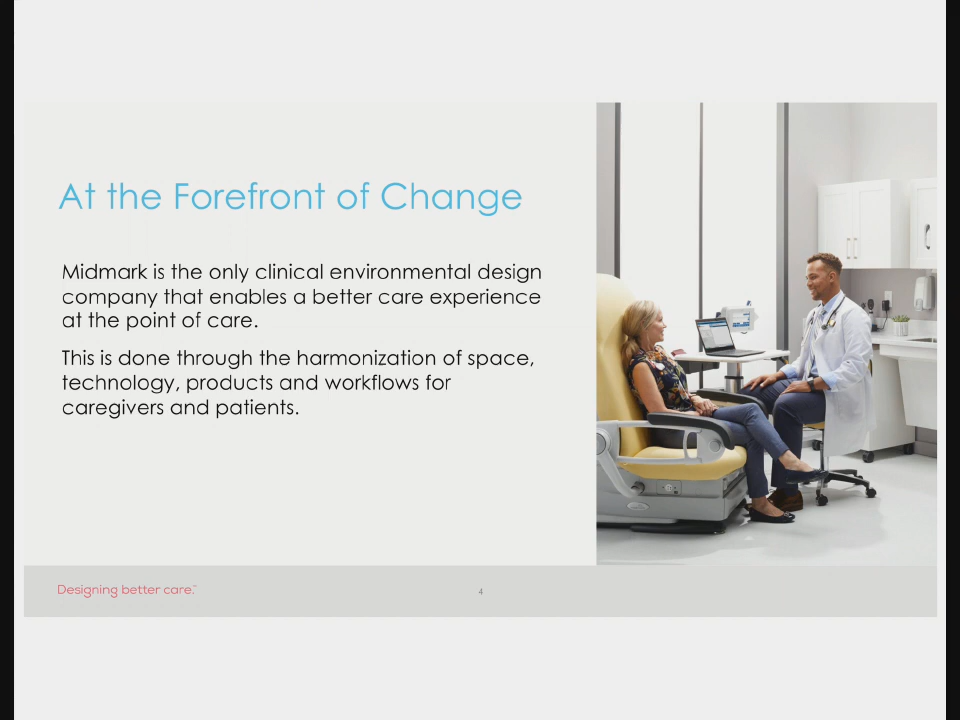 At the Forefront of Change
Midmark is the only clinical environmental design
company that enables a better care experience
at the point of care.
This is done through the harmonization of space,
technology, products and workflows for
caregivers and patients.
Designing better care.™
4